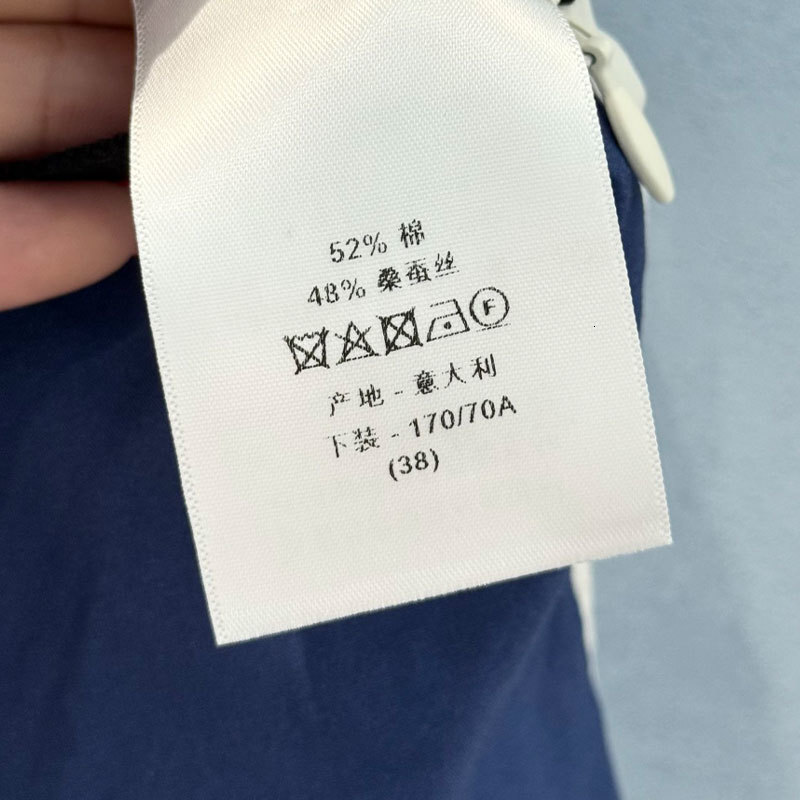 52% 棉
48% 桑蚕丝
F
产地 - 意大利
下装 - 170/70A
(38)